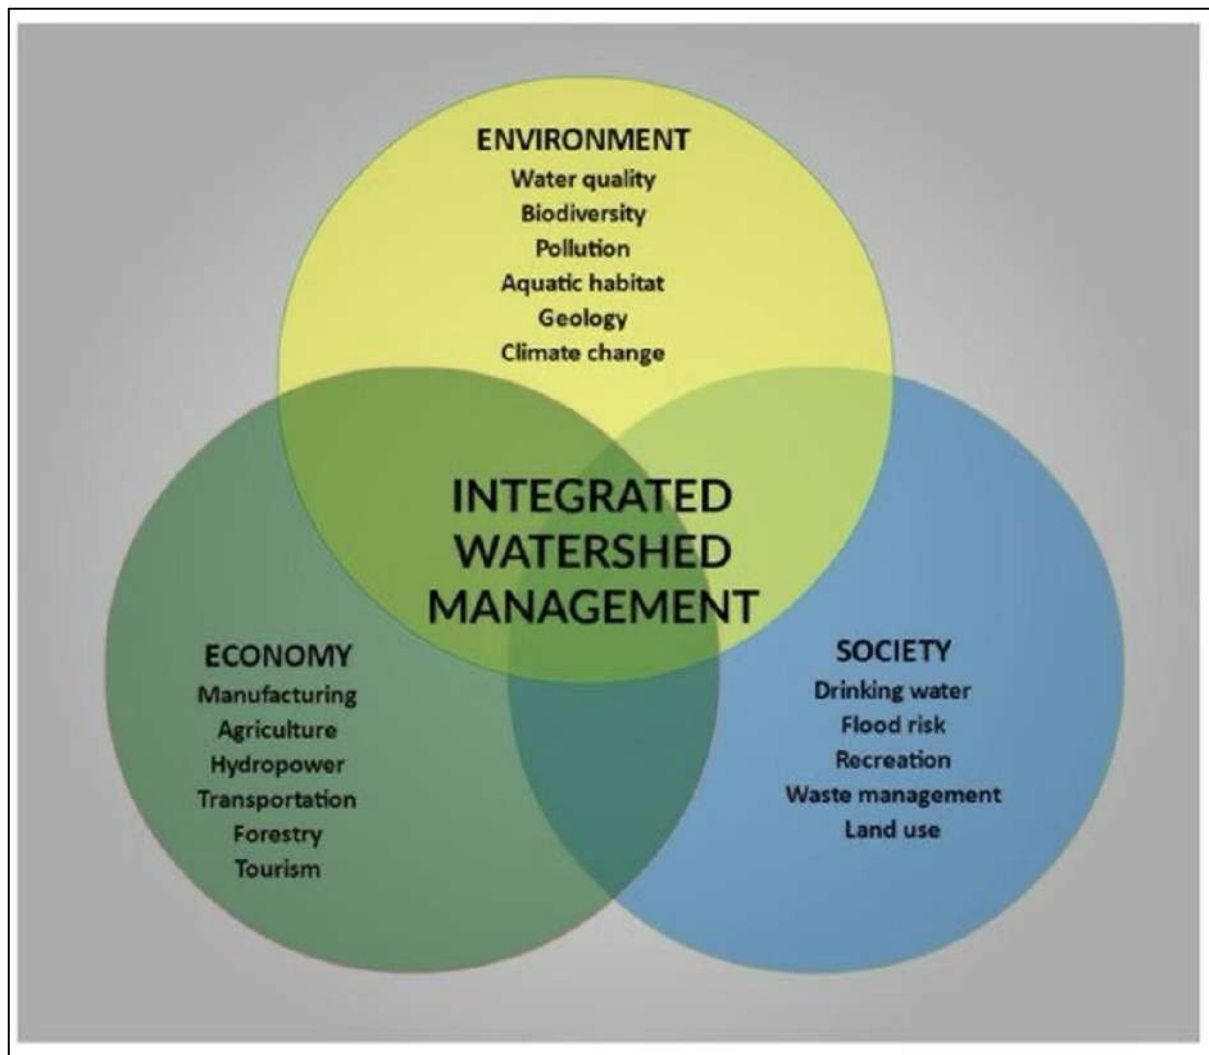 ENVIRONMENT
Water quality
Biodiversity
Pollution
Aquatic habitat
Geology
Climate change
INTEGRATED
WATERSHED
MANAGEMENT
ECONOMY
Manufacturing
Agriculture
Hydropower
Transportation
Forestry
Tourism
SOCIETY
Drinking water
Flood risk
Recreation
Waste management
Land use